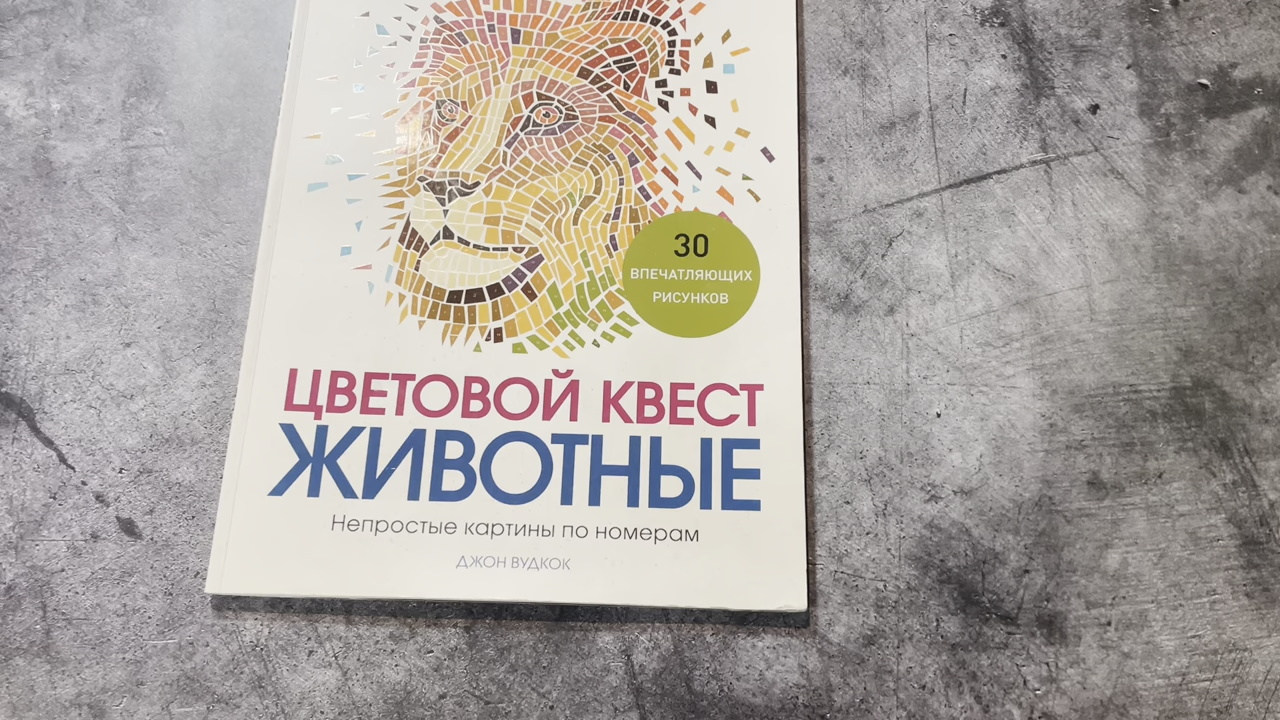 30
ВПЕЧАТЛЯЮЩИХ
РИСУНКОВ
ЦВЕТОВОЙ КВЕСТ
ЖИВОТНЫЕ
Непростые картины по номерам
ДЖОН ВУДКОК